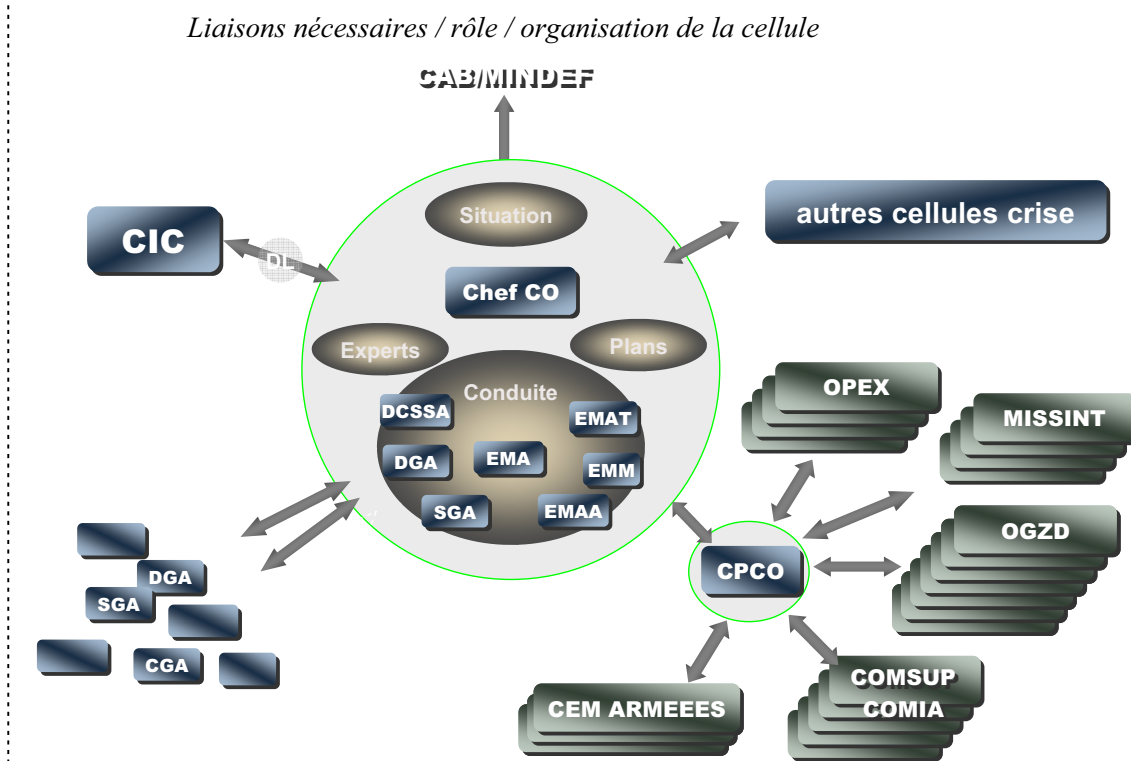 Liaisons nécessaires / rôle / organisation de la cellule
CAB/MINDEF
Situation
CIC
DL
autres cellules crise
Chef CO
Experts
Plans
Conduite
DCSSA
EMAT
DGA
EMA
EMM
SGA
EMAA
OPEX
MISSINT
OGZD
CPCO
DGA
SGA
CGA
CEM ARMEEES
COMSUP
COMIA